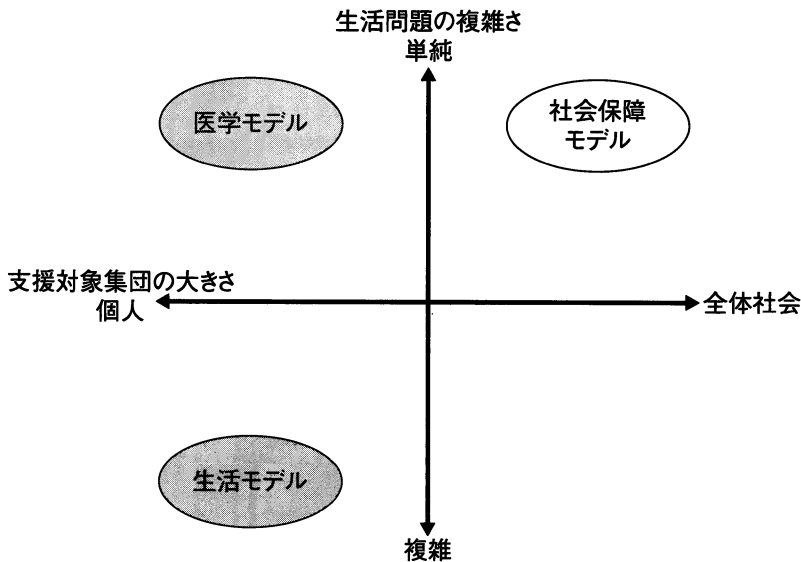 生活問題の複雑さ
単純
医学モデル
社会保障
モデル
支援対象集団の大きさ
個人
全体社会
生活モデル
複雑